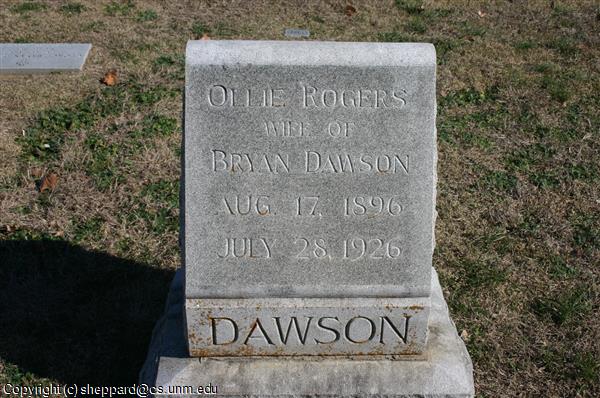 OLLIE ROGERS
WIFE OF
BRYAN DAWSON
AUG. 17, 1896
JULY 28, 1926
DAWSON
Copyright (c) sheppard@cs.unm.edu